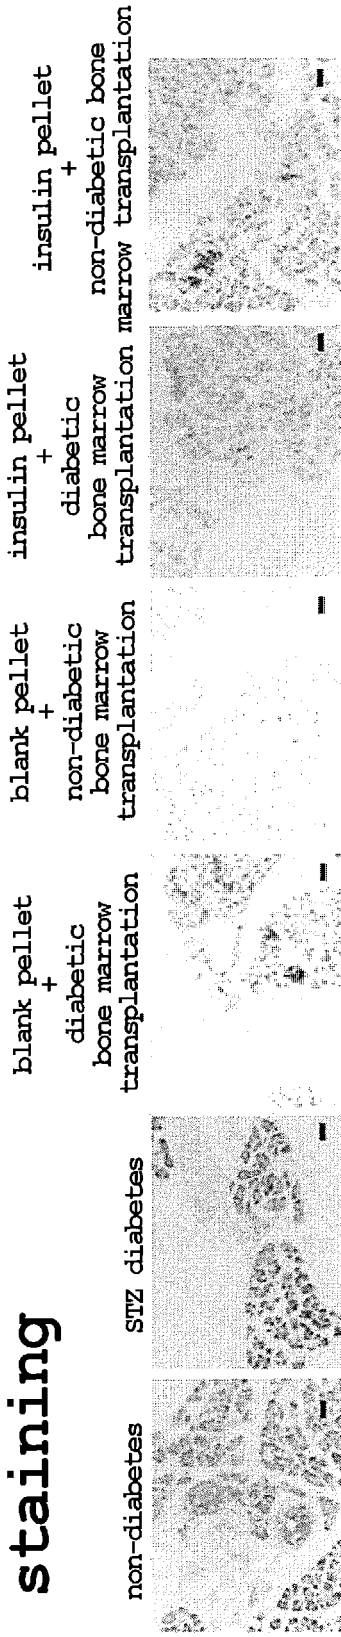 staining
non-diabetes
STZ diabetes
blank pellet
+
diabetic
bone marrow
transplantation
blank pellet
+
non-diabetic
bone marrow
transplantation
insulin pellet
+
diabetic
bone marrow
transplantation
insulin pellet
+
non-diabetic bone
marrow transplantation